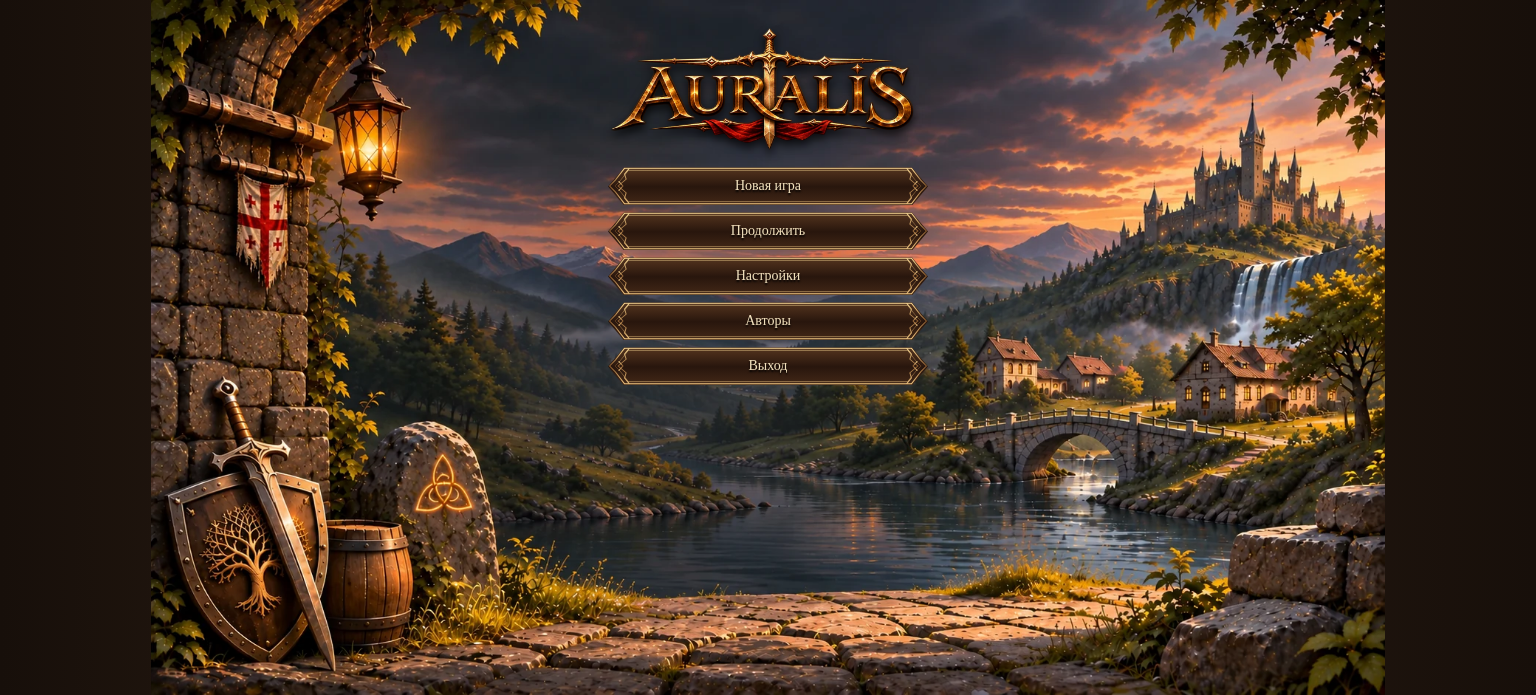 AURALIS
Новая игра
Продолжить
Настройки
Авторы
Выход